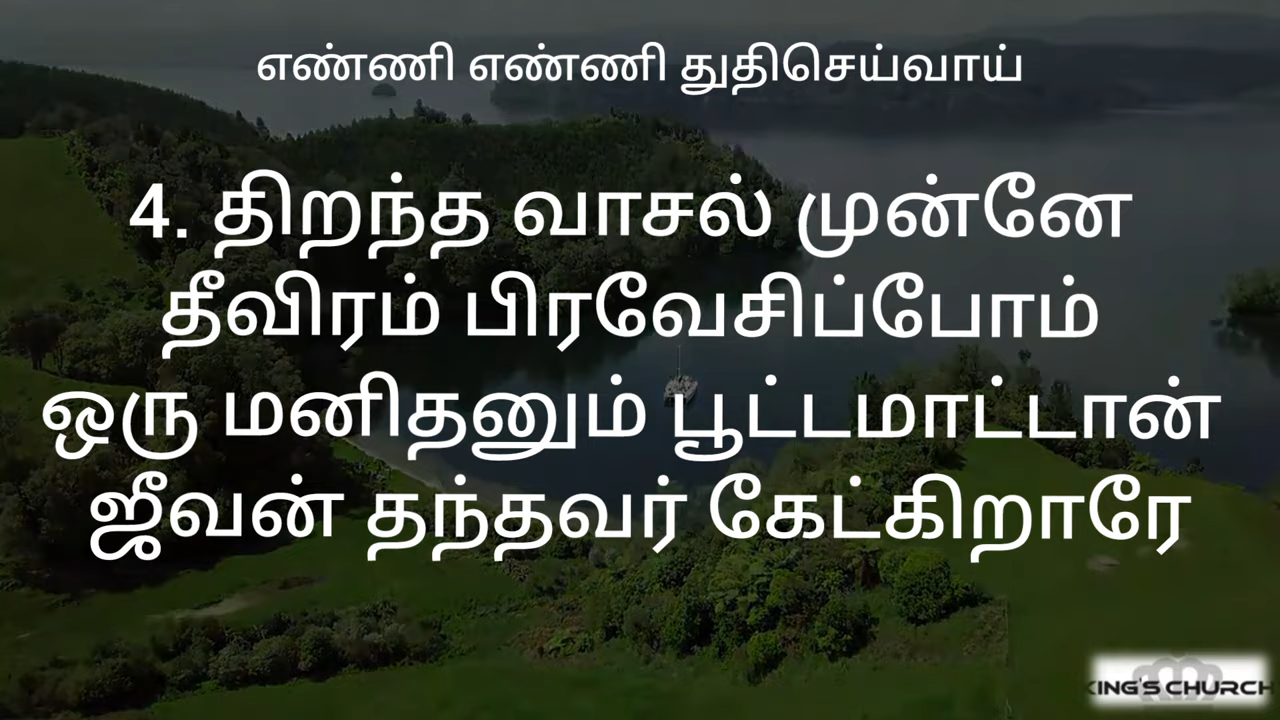 எண்ணி எண்ணி துதிசெய்வாய்
4. திறந்த வாசல் முன்னே
தீவிரம் பிரவேசிப்போம்
ஒரு மனிதனும் பூட்டமாட்டான்
ஜீவன் தந்தவர் கேட்கிறாரே
KING'S CHURCH